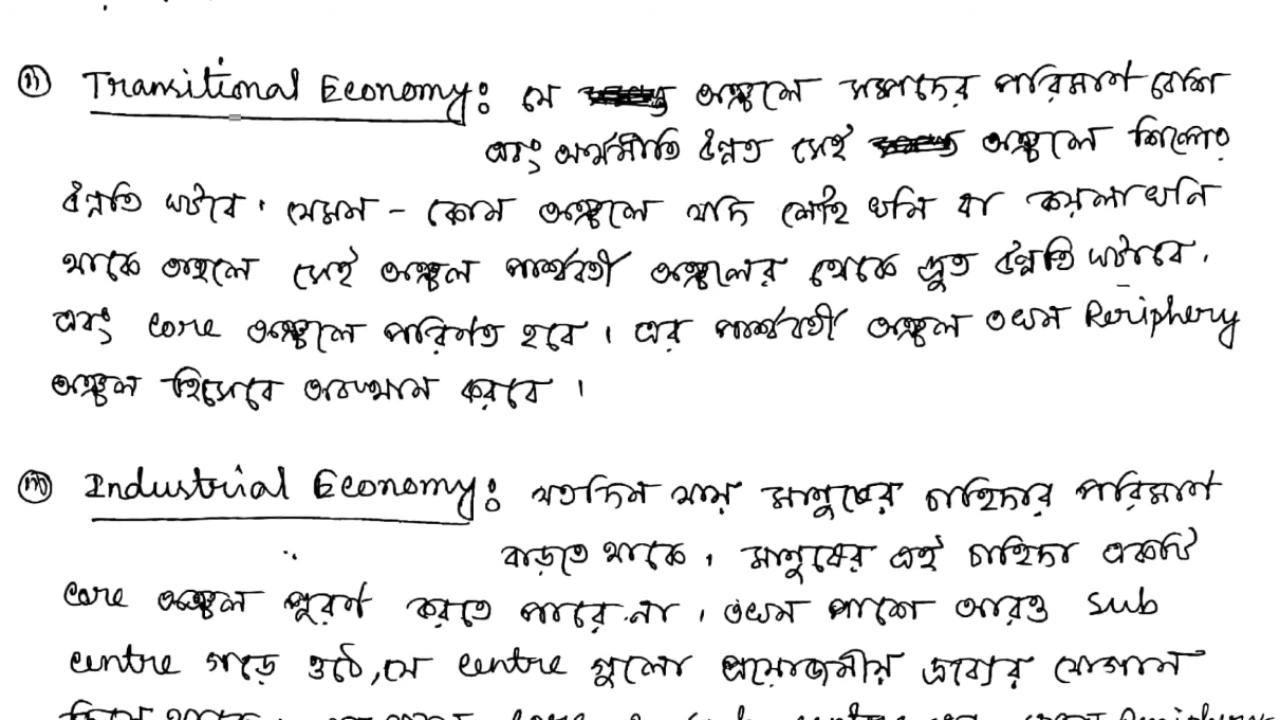 ii) Transitional Economy: যে অঞ্চলে সম্পদের পরিমাণ বেশি
এবং অর্থনীতি উন্নত সেই অঞ্চলে শিল্পের
উন্নতি ঘটবে। যেমন - কোন অঞ্চলে যদি লৌহ খনি বা কয়লা খনি
থাকে তাহলে সেই অঞ্চল পার্শ্ববর্তী অঞ্চলের থেকে দ্রুত উন্নতি ঘটাবে।
এবং core অঞ্চলে পরিণত হবে। এর পার্শ্ববর্তী অঞ্চল তখন Periphery
অঞ্চল হিসেবে অবস্থান করবে।
iii) Industrial Economy: যতদিন যায় মানুষের চাহিদার পরিমাণ
বাড়তে থাকে। মানুষের এই চাহিদা একটি
core অঞ্চল পূরণ করতে পারে না। তখন পাশে আরও sub
centre গড়ে ওঠে, যে centre গুলো প্রয়োজনীয় দ্রব্যের যোগান